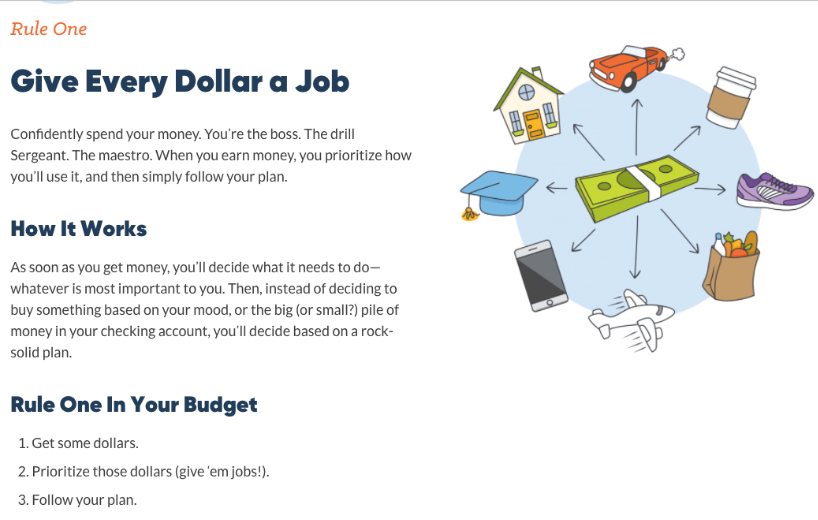 Rule One
Give Every Dollar a Job
Confidently spend your money. You're the boss. The drill
Sergeant. The maestro. When you earn money, you prioritize how
you'll use it, and then simply follow your plan.
How It Works
As soon as you get money, you'll decide what it needs to do—
whatever is most important to you. Then, instead of deciding to
buy something based on your mood, or the big (or small?) pile of
money in your checking account, you'll decide based on a rock-
solid plan.
Rule One In Your Budget
1. Get some dollars.
2. Prioritize those dollars (give 'em jobs!).
3. Follow your plan.